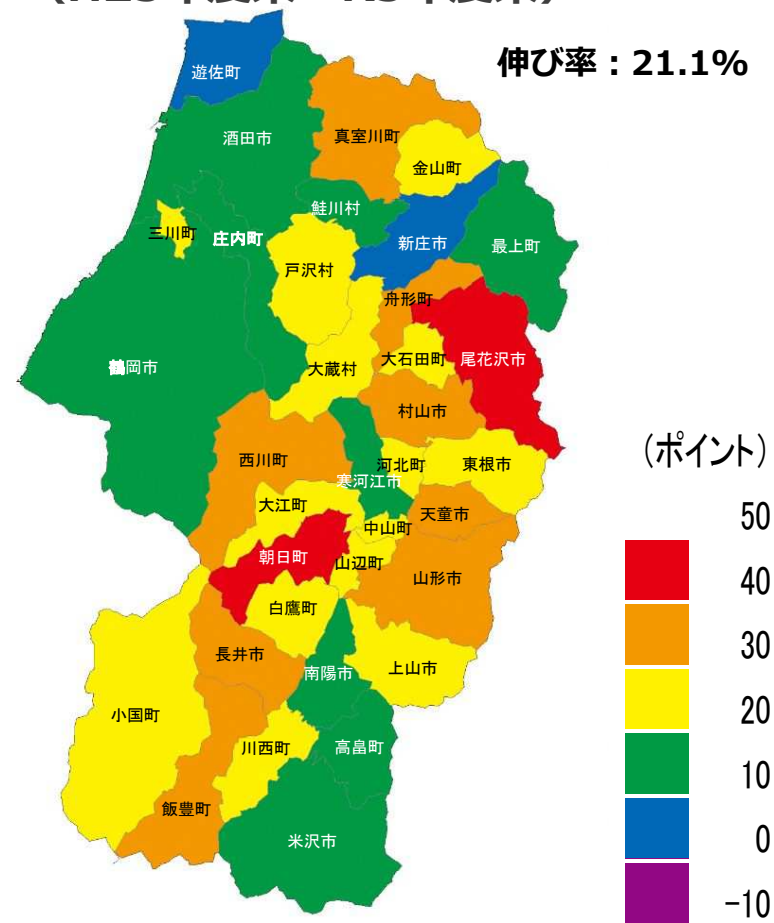 伸び率：21.1%
遊佐町
酒田市
真室川町
金山町
鮭川村
三川町
庄内町
新庄市
最上町
戸沢村
舟形町
鶴岡市
大蔵村
大石田町
尾花沢市
村山市
西川町
河北町
東根市
寒河江市
大江町
天童市
中山町
朝日町
山辺町
山形市
白鷹町
長井市
南陽市
上山市
小国町
川西町
高畠町
飯豊町
米沢市
(ポイント)
50
40
30
20
10
0
-10